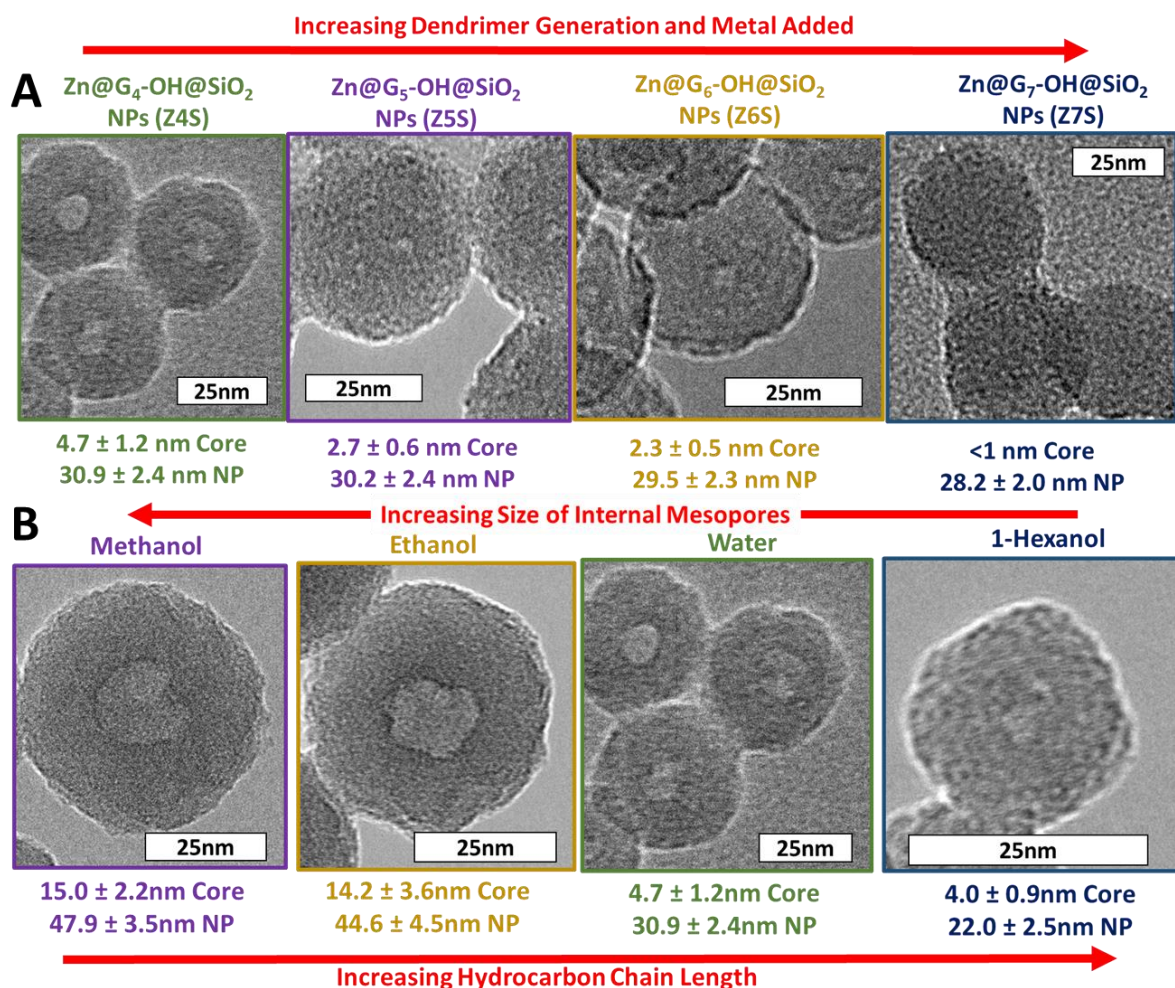 Increasing Dendrimer Generation and Metal Added
A
Zn@G₄-OH@SiO₂
NPs (Z4S)
Zn@G₅-OH@SiO₂
NPs (Z5S)
Zn@G₆-OH@SiO₂
NPs (Z6S)
Zn@G₇-OH@SiO₂
NPs (Z7S)
25nm
25nm
25nm
25nm
4.7 ± 1.2 nm Core
30.9 ± 2.4 nm NP
2.7 ± 0.6 nm Core
30.2 ± 2.4 nm NP
2.3 ± 0.5 nm Core
29.5 ± 2.3 nm NP
<1 nm Core
28.2 ± 2.0 nm NP
Increasing Size of Internal Mesopores
B
Methanol
Ethanol
Water
1-Hexanol
25nm
25nm
25nm
25nm
15.0 ± 2.2nm Core
47.9 ± 3.5nm NP
14.2 ± 3.6nm Core
44.6 ± 4.5nm NP
4.7 ± 1.2nm Core
30.9 ± 2.4nm NP
4.0 ± 0.9nm Core
22.0 ± 2.5nm NP
Increasing Hydrocarbon Chain Length